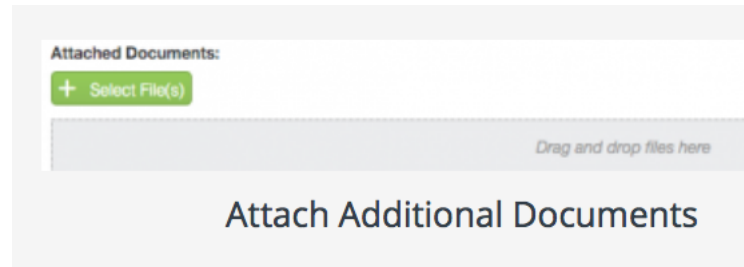 Attached Documents:
+ Select File(s)
Drag and drop files here
Attach Additional Documents